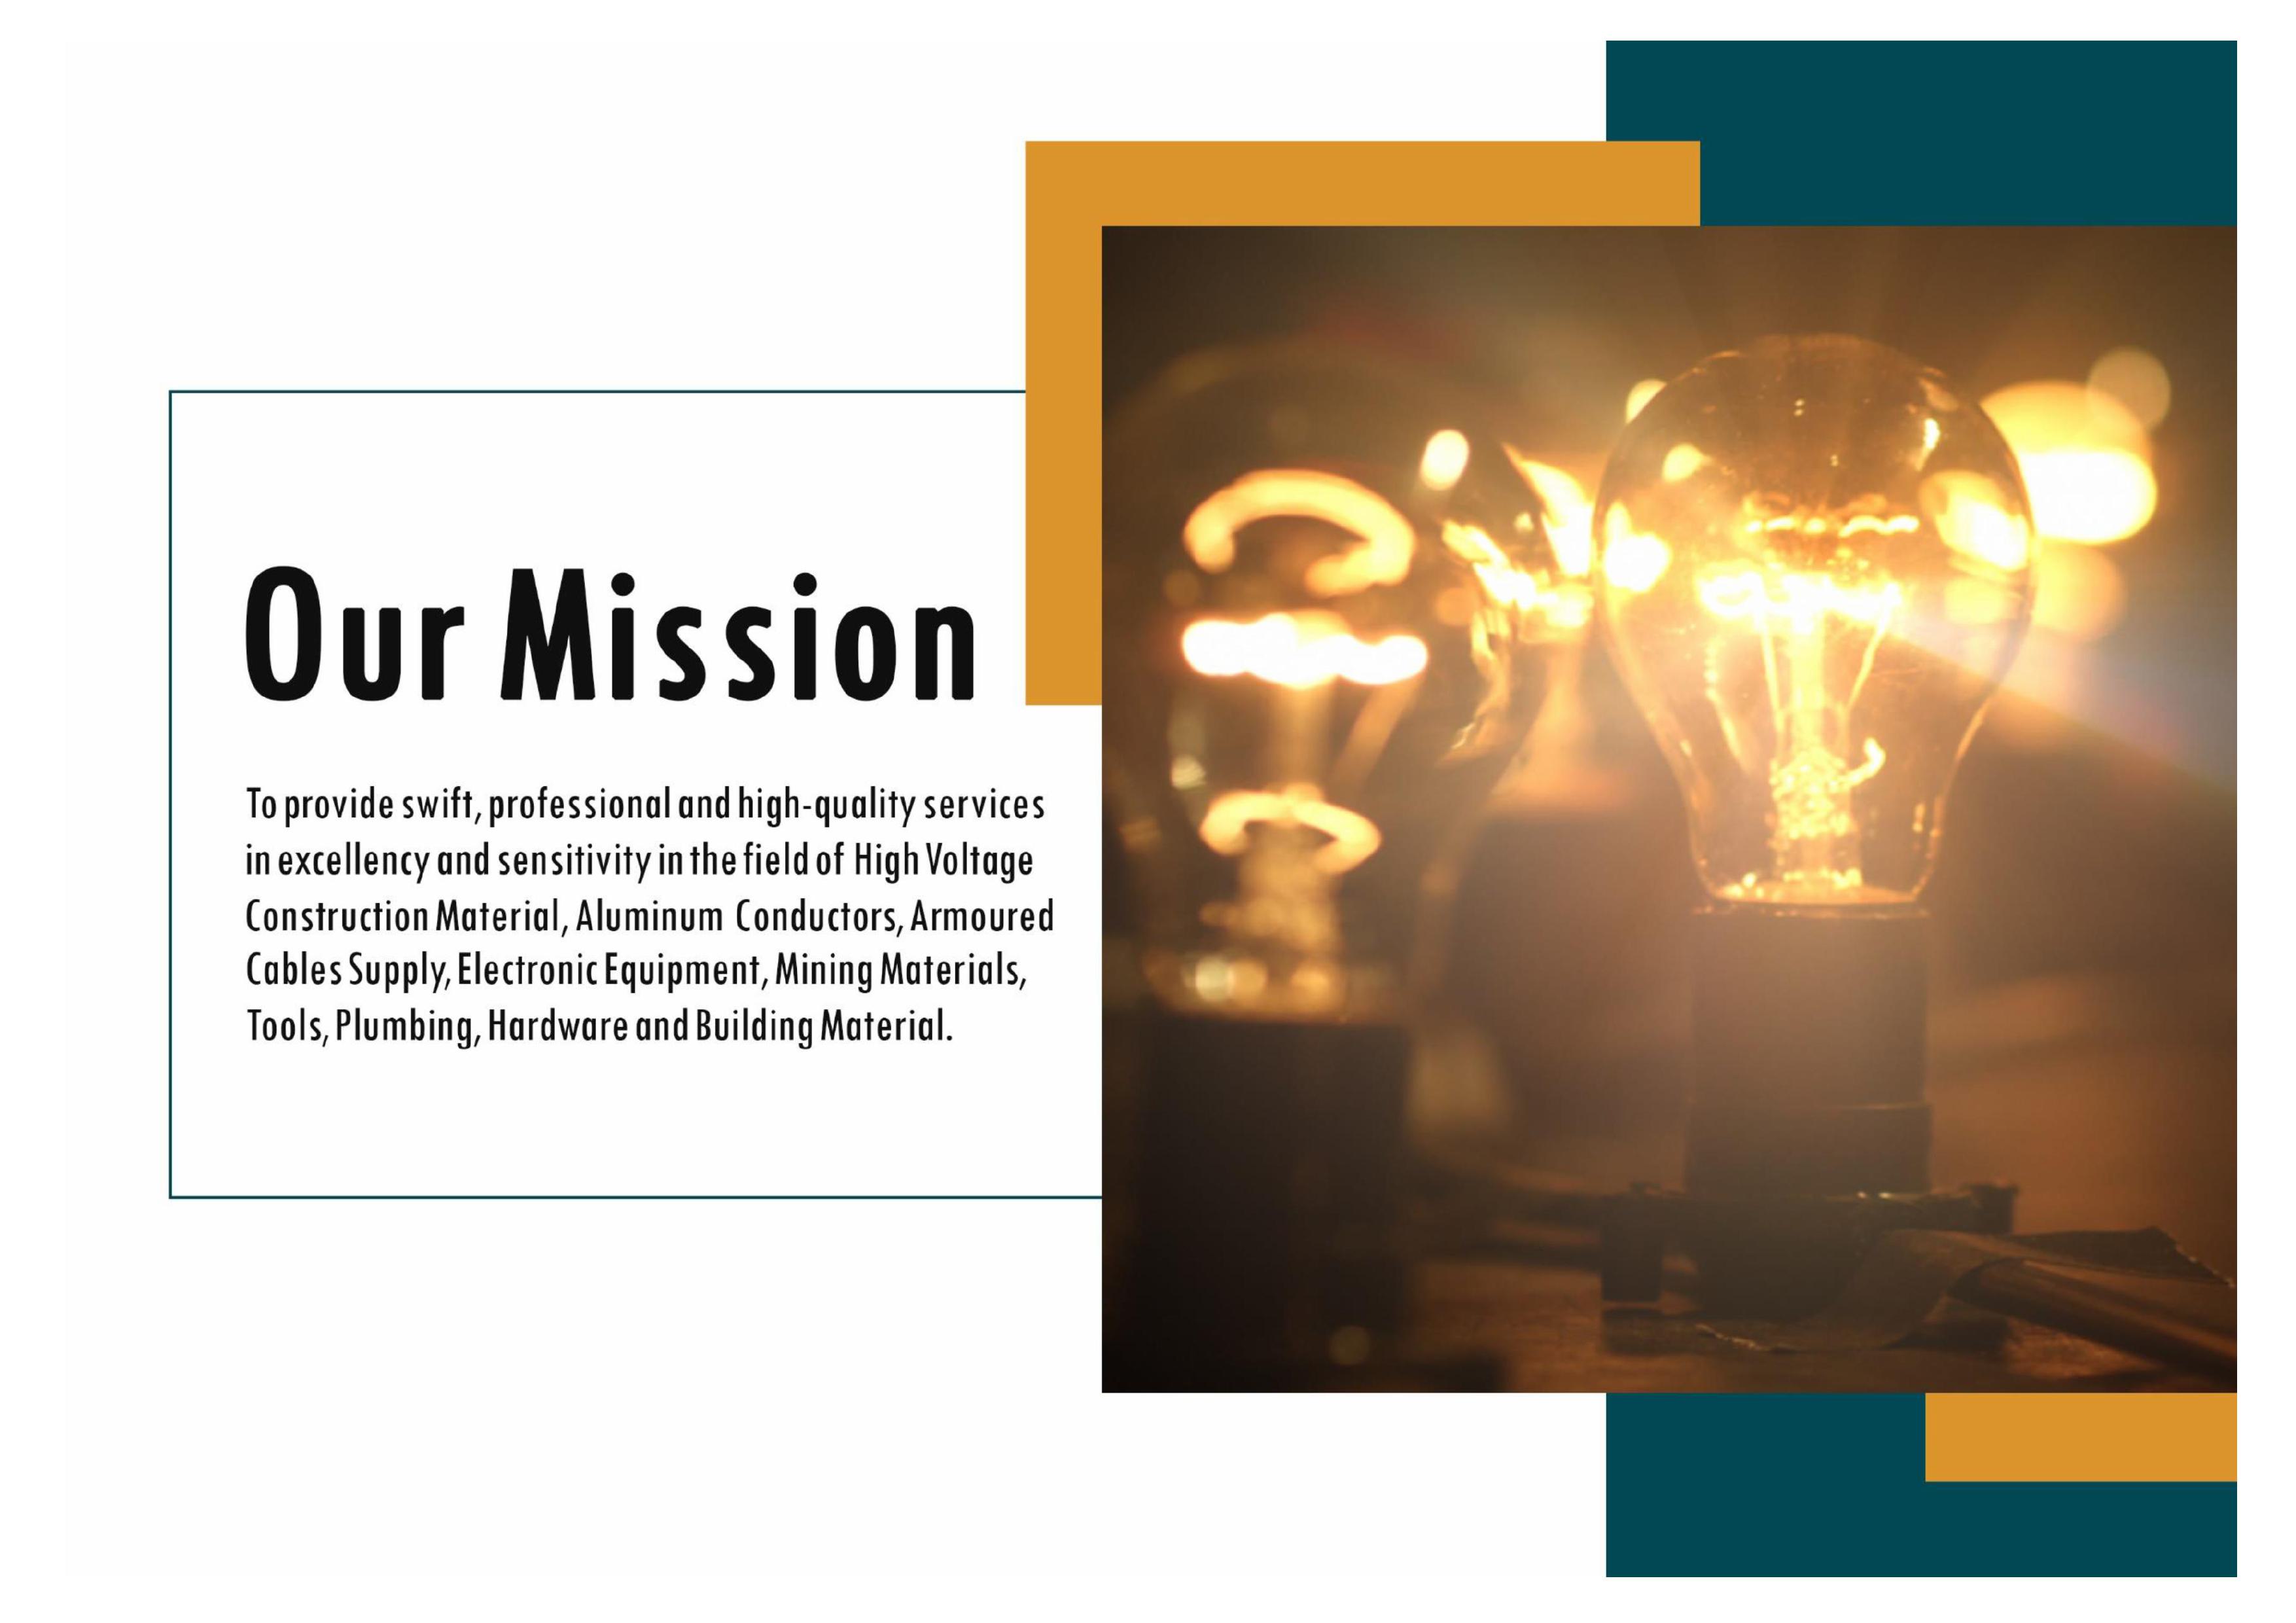 Our Mission
To provide swift, professional and high-quality services
in excellency and sensitivity in the field of High Voltage
Construction Material, Aluminum Conductors, Armoured
Cables Supply, Electronic Equipment, Mining Materials,
Tools, Plumbing, Hardware and Building Material.